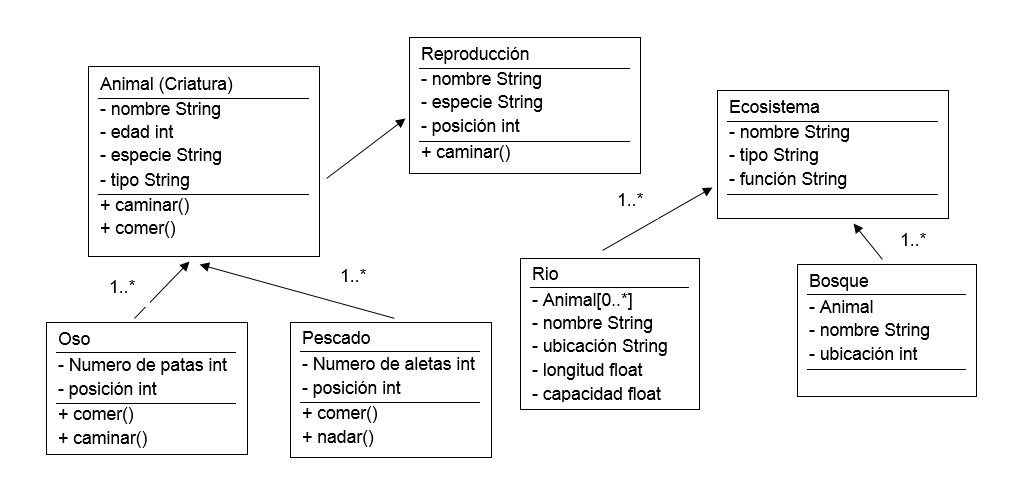 Animal (Criatura)
- nombre String
- edad int
- especie String
- tipo String
+ caminar()
+ comer()
Reproducción
- nombre String
- especie String
- posición int
+ caminar()
Ecosistema
- nombre String
- tipo String
- función String
1..*
1..*
1..*
1..*
Oso
- Numero de patas int
- posición int
+ comer()
+ caminar()
Pescado
- Numero de aletas int
- posición int
+ comer()
+ nadar()
Rio
- Animal[0..*]
- nombre String
- ubicación String
- longitud float
- capacidad float
Bosque
- Animal
- nombre String
- ubicación int